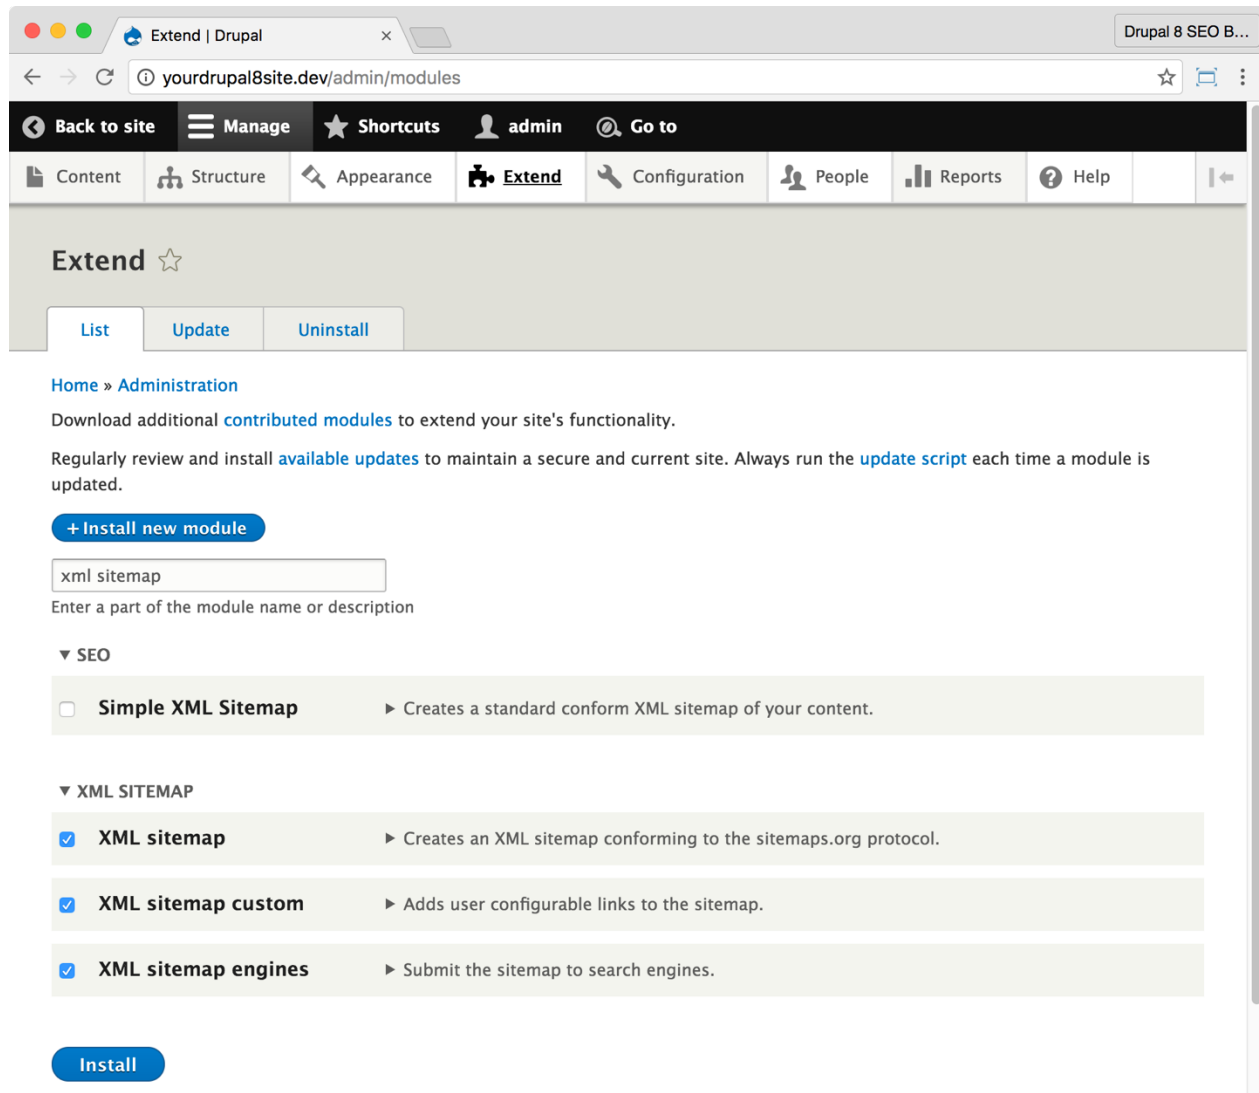 Extend | Drupal
Drupal 8 SEO B...
yourdrupal8site.dev/admin/modules
Back to site Manage Shortcuts admin Go to
Content Structure Appearance Extend Configuration People Reports Help
Extend
List Update Uninstall
Home » Administration
Download additional contributed modules to extend your site's functionality.
Regularly review and install available updates to maintain a secure and current site. Always run the update script each time a module is
updated.
+ Install new module
xml sitemap
Enter a part of the module name or description
▼ SEO
Simple XML Sitemap ▶ Creates a standard conform XML sitemap of your content.
▼ XML SITEMAP
XML sitemap ▶ Creates an XML sitemap conforming to the sitemaps.org protocol.
XML sitemap custom ▶ Adds user configurable links to the sitemap.
XML sitemap engines ▶ Submit the sitemap to search engines.
Install